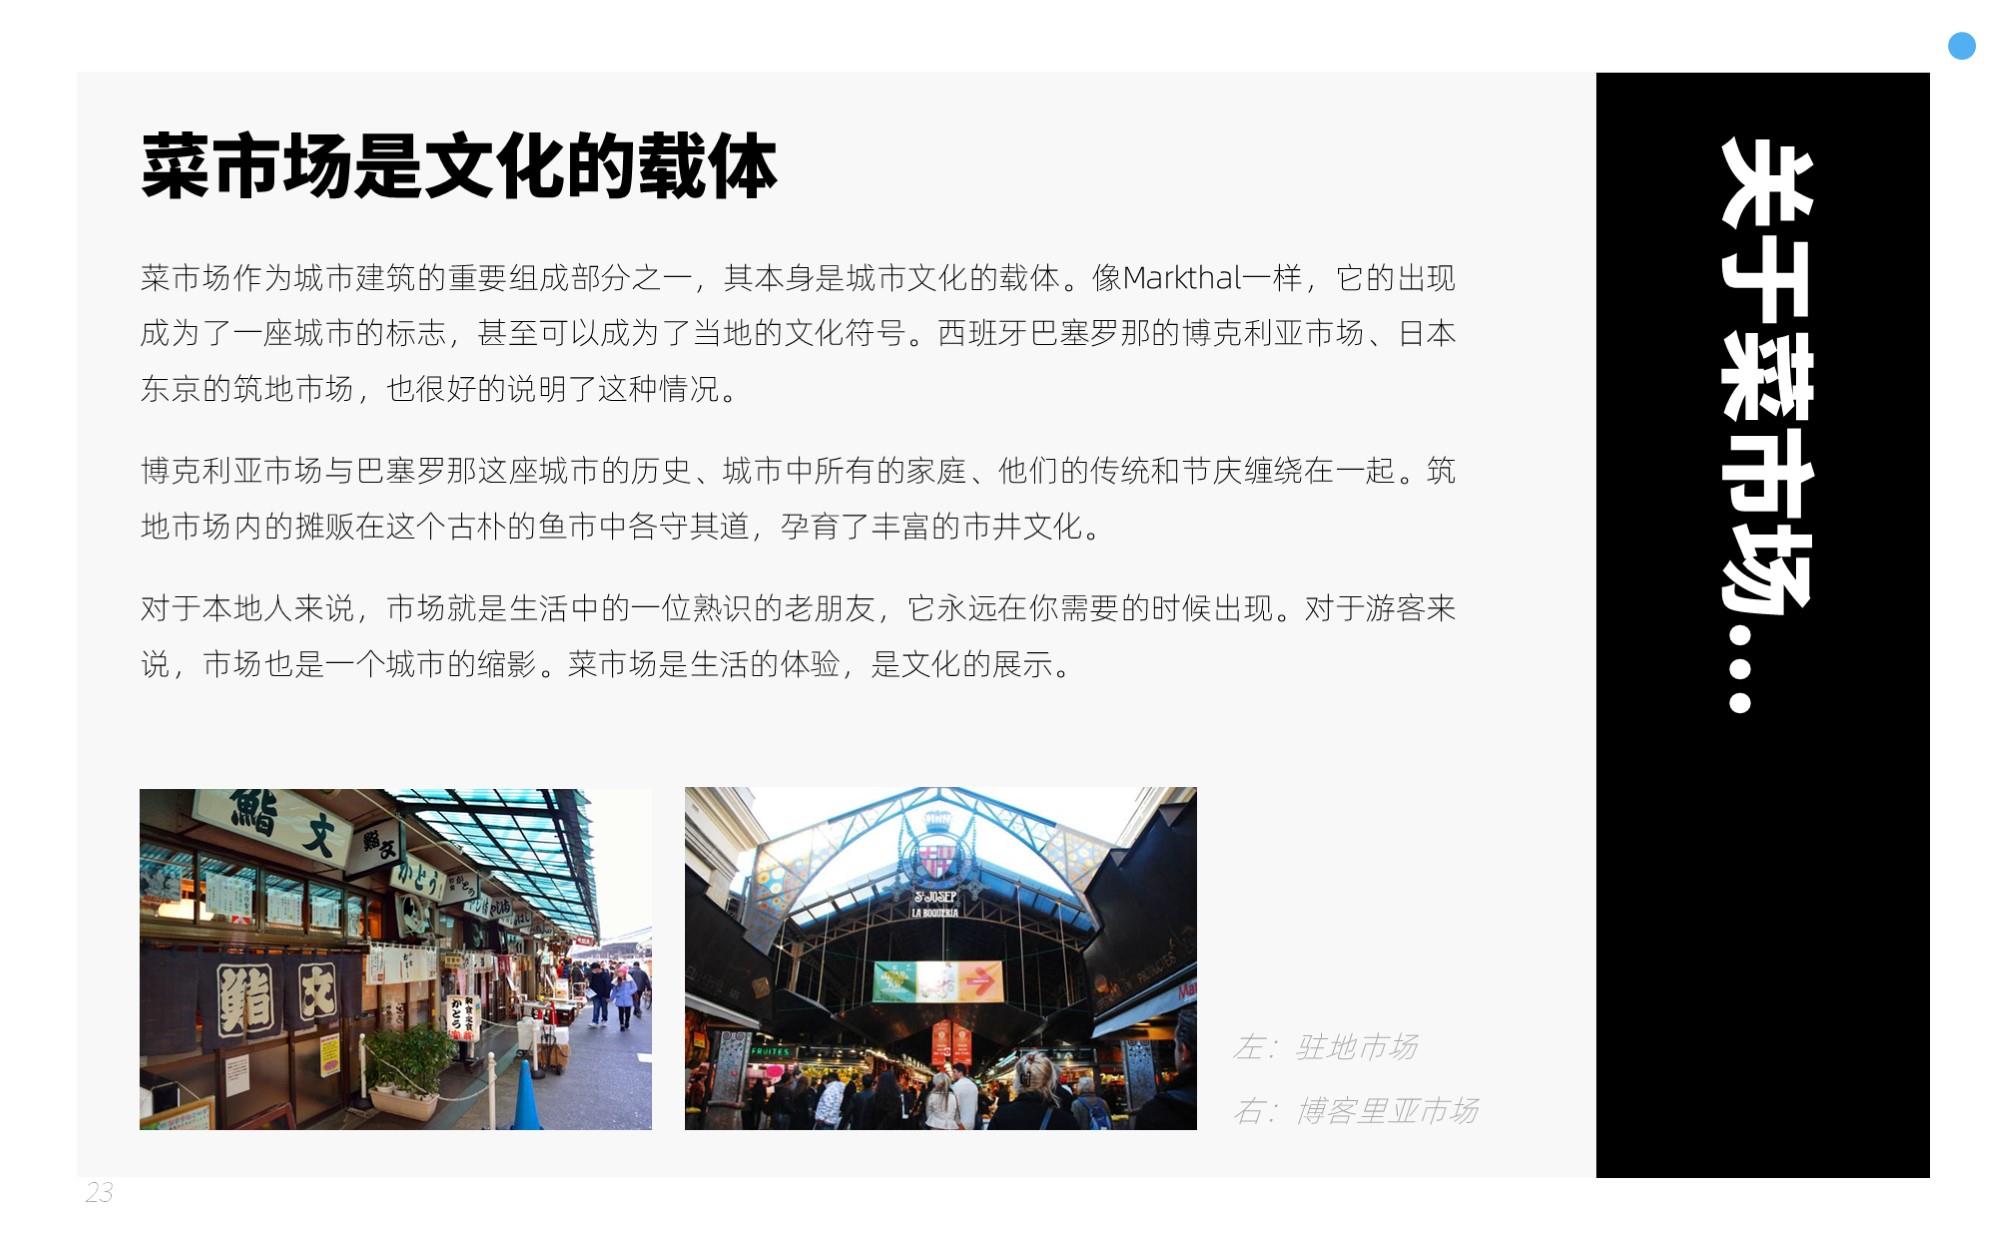 菜市场是文化的载体
菜市场作为城市建筑的重要组成部分之一，其本身是城市文化的载体。像Markthal一样，它的出现
成为了一座城市的标志，甚至可以成为了当地的文化符号。西班牙巴塞罗那的博克利亚市场、日本
东京的筑地市场，也很好的说明了这种情况。
博克利亚市场与巴塞罗那这座城市的历史、城市中所有的家庭、他们的传统和节庆缠绕在一起。筑
地市场内的摊贩在这个古朴的鱼市中各守其道，孕育了丰富的市井文化。
对于本地人来说，市场就是生活中的一位熟识的老朋友，它永远在你需要的时候出现。对于游客来
说，市场也是一个城市的缩影。菜市场是生活的体验，是文化的展示。
关于菜市场...
鮨文
鮨文
かとう
鮨文
かとう
ST JOSEP
LA BOQUERIA
FRUITES
左：驻地市场
右：博客里亚市场
23